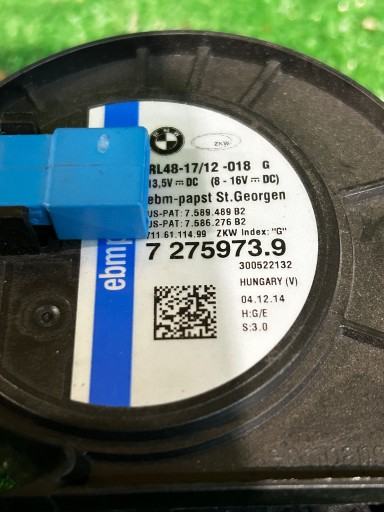 BMW
ZKW
RL48-17/12 -018 G
13,5V⎓DC (8 - 16V⎓DC)
ebm-papst St.Georgen
US-PAT: 7.589.489 B2
US-PAT: 7.586.276 B2
711.61.114.99 ZKW Index: "G"
7 275973.9
300522132
HUNGARY (V)
04.12.14
H:G/E
S:3.0
ebmp